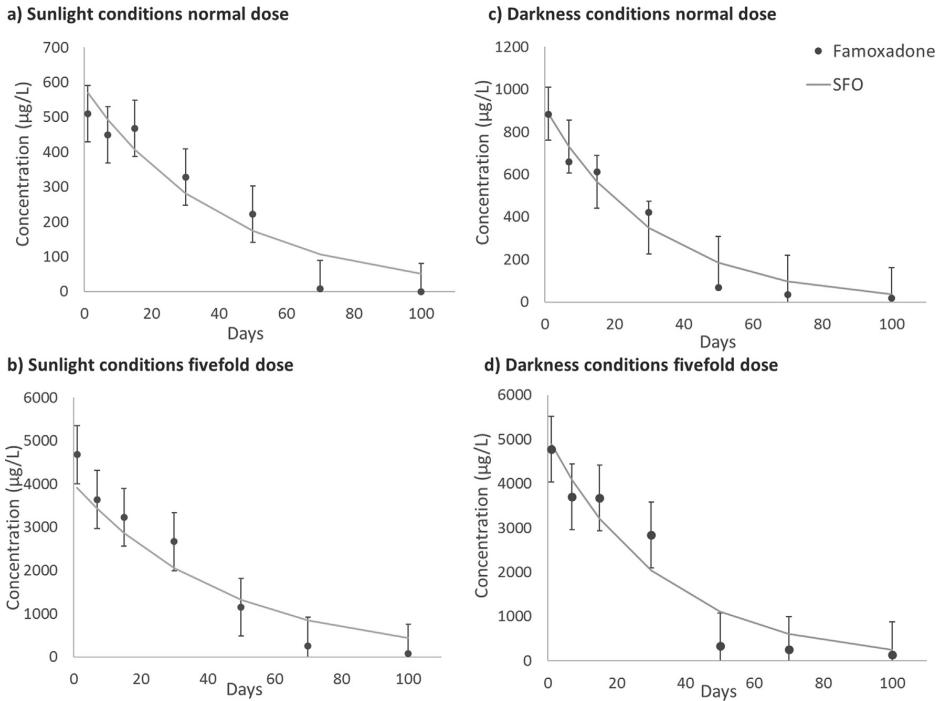 a) Sunlight conditions normal dose
700
600
500
400
300
200
100
0
Concentration (µg/L)
0 20 40 60 80 100
Days
c) Darkness conditions normal dose
1200
1000
800
600
400
200
0
Concentration (µg/L)
0 20 40 60 80 100
Days
Famoxadone
SFO
b) Sunlight conditions fivefold dose
6000
5000
4000
3000
2000
1000
0
Concentration (µg/L)
0 20 40 60 80 100
Days
d) Darkness conditions fivefold dose
6000
5000
4000
3000
2000
1000
0
Concentration (µg/L)
0 20 40 60 80 100
Days